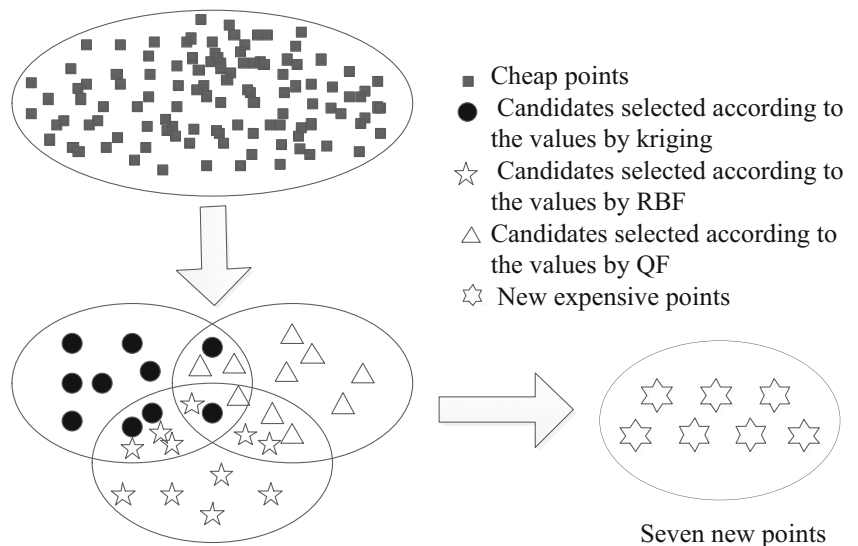 Cheap points
Candidates selected according to
the values by kriging
Candidates selected according to
the values by RBF
Candidates selected according to
the values by QF
New expensive points
Seven new points